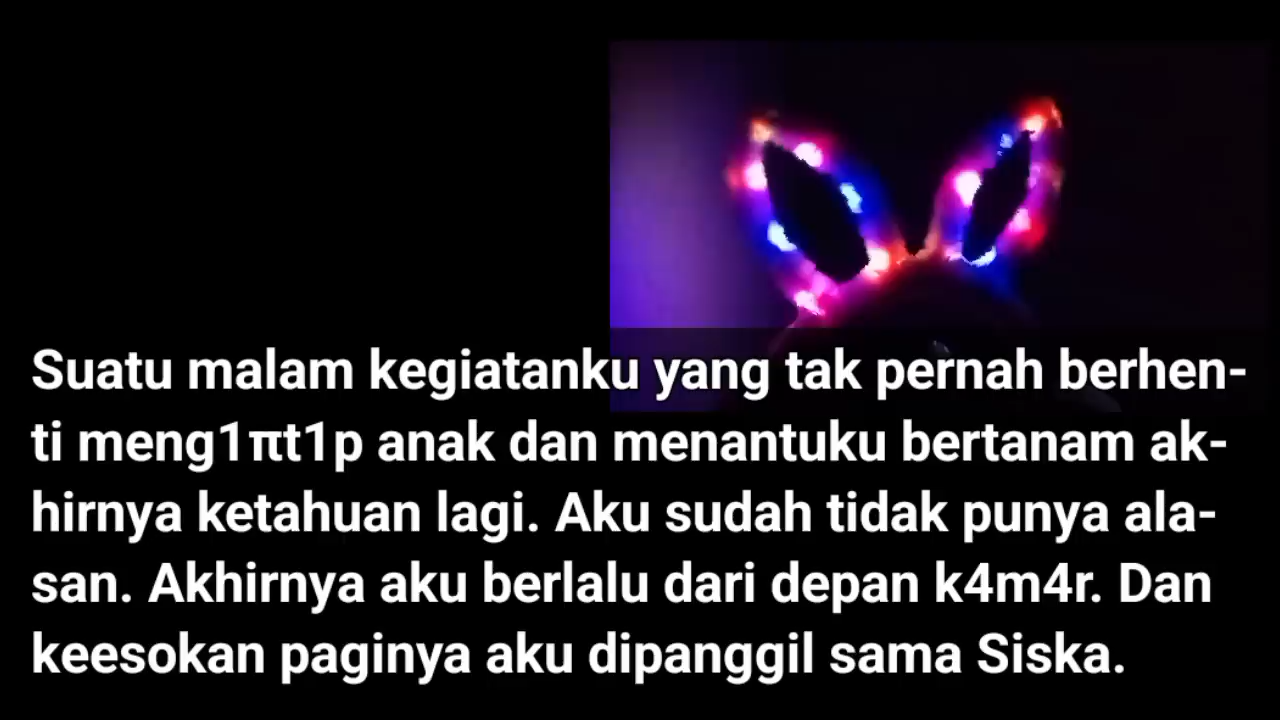 Suatu malam kegiatanku yang tak pernah berhen-
ti meng1πt1p anak dan menantuku bertanam ak-
hirnya ketahuan lagi. Aku sudah tidak punya ala-
san. Akhirnya aku berlalu dari depan k4m4r. Dan
keesokan paginya aku dipanggil sama Siska.